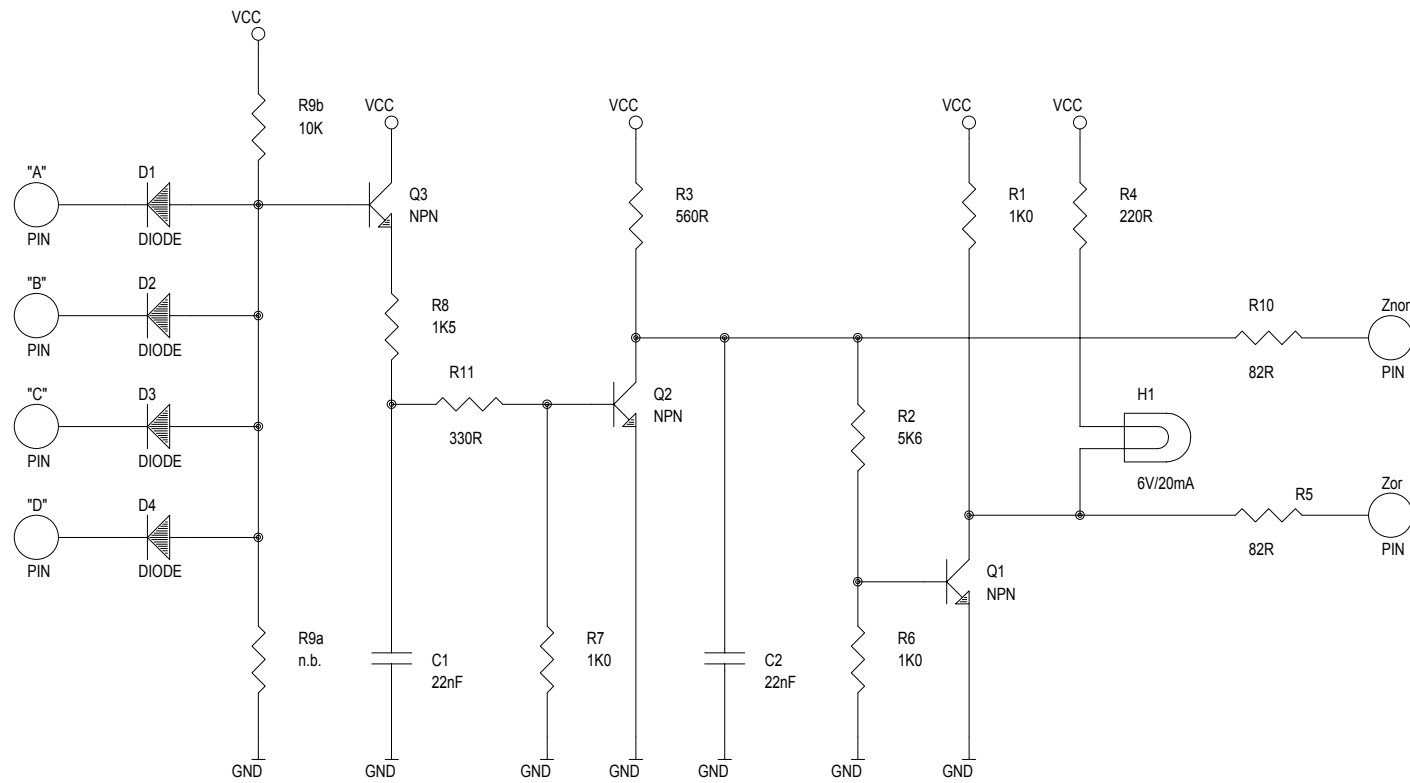 VCC
R9b
10K
VCC
VCC
VCC
VCC
"A"
PIN
D1
DIODE
Q3
NPN
R3
560R
R1
1K0
R4
220R
"B"
PIN
D2
DIODE
R8
1K5
R10
82R
Znor
PIN
"C"
PIN
D3
DIODE
R11
330R
Q2
NPN
R2
5K6
H1
6V/20mA
"D"
PIN
D4
DIODE
R5
82R
Zor
PIN
Q1
NPN
R9a
n.b.
C1
22nF
R7
1K0
C2
22nF
R6
1K0
GND
GND
GND
GND
GND
GND
GND